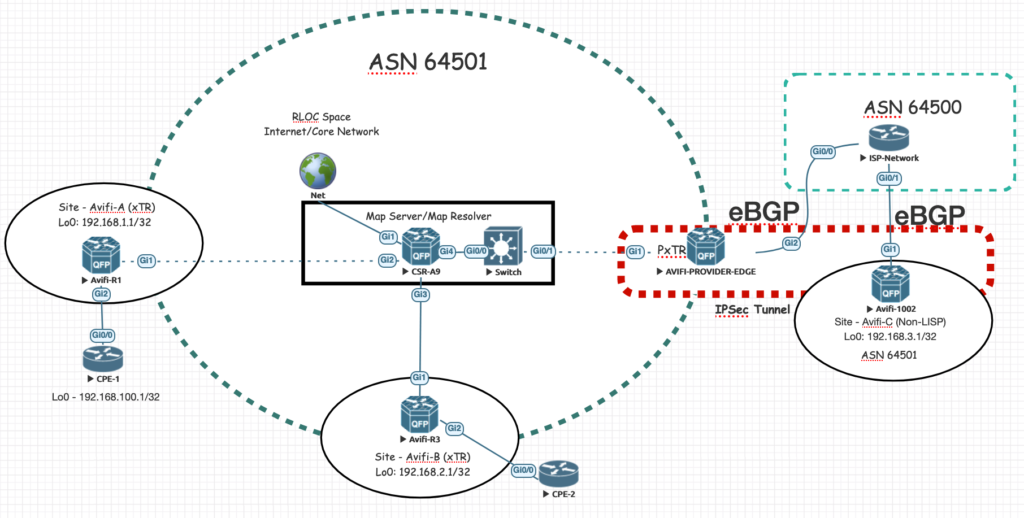 ASN 64501
RLOC Space
Internet/Core Network
Net
Map Server/Map Resolver
Gi1
Gi2
CSR-A9
Gi4
Gi0/0
Switch
Gi0/1
Gi3
Site - Avifi-A (xTR)
Lo0: 192.168.1.1/32
QFP
Gi1
Avifi-R1
Gi2
Gi0/0
CPE-1
Lo0 - 192.168.100.1/32
Gi1
QFP
Avifi-R3
Gi2
Site - Avifi-B (xTR)
Lo0: 192.168.2.1/32
Gi0/0
CPE-2
QFP
ASN 64500
Gi0/0
ISP-Network
Gi0/1
eBGP
eBGP
Gi1
PxTR
QFP
Gi2
AVIFI-PROVIDER-EDGE
IPSec Tunnel
Gi1
QFP
Avifi-1002
Site - Avifi-C (Non-LISP)
Lo0: 192.168.3.1/32
ASN 64501